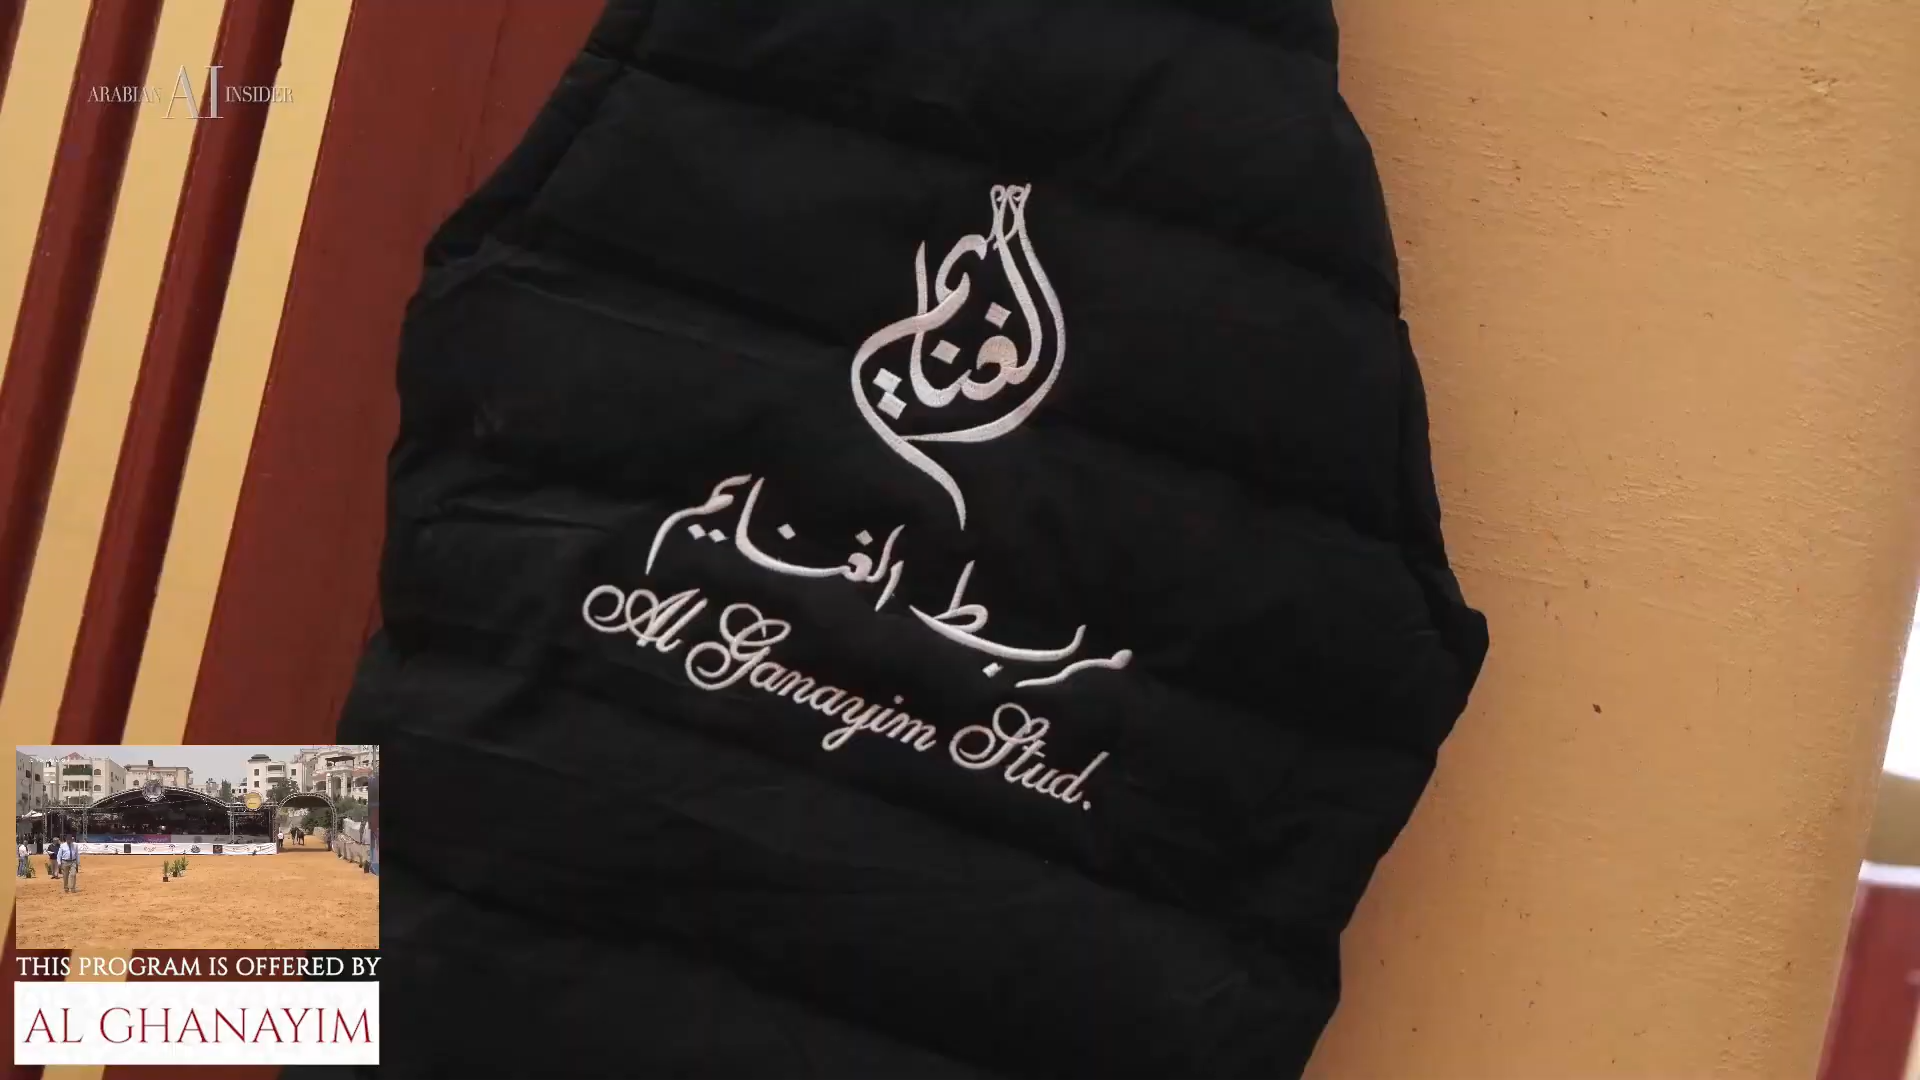 ARABIAN AI INSIDER
الغنايم
مربط الغنايم
Al Ganayim Stud.
THIS PROGRAM IS OFFERED BY
AL GHANAYIM